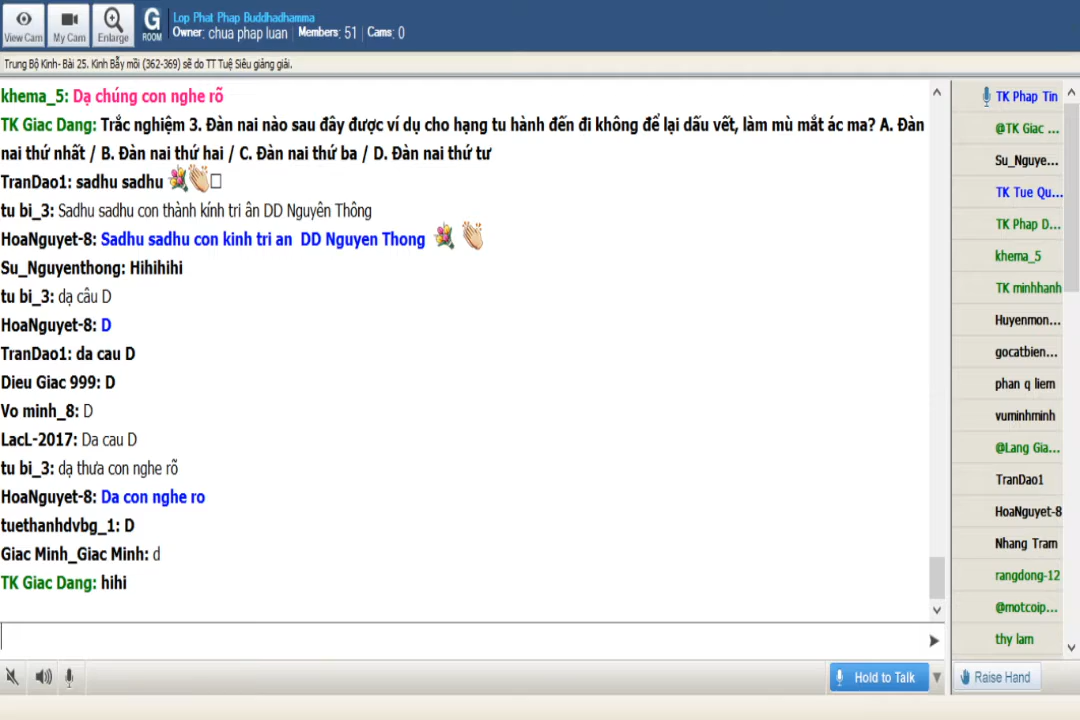 View Cam
My Cam
Enlarge
G
ROOM
Lop Phat Phap Buddhadhamma
Owner: chua phap luan | Members: 51 | Cams: 0
Trung Bộ Kinh- Bài 25. Kinh Bẫy mồi (362-369) sẽ do TT Tuệ Siêu giảng giải.
khema_5: Dạ chúng con nghe rõ
TK Giac Dang: Trắc nghiệm 3. Đàn nai nào sau đây được ví dụ cho hạng tu hành đến đi không để lại dấu vết, làm mù mắt ác ma? A. Đàn
nai thứ nhất / B. Đàn nai thứ hai / C. Đàn nai thứ ba / D. Đàn nai thứ tư
TranDao1: sadhu sadhu
tu bi_3: Sadhu sadhu con thành kính tri ân DD Nguyên Thông
HoaNguyet-8: Sadhu sadhu con kinh tri an DD Nguyen Thong
Su_Nguyenthong: Hihihihi
tu bi_3: dạ câu D
HoaNguyet-8: D
TranDao1: da cau D
Dieu Giac 999: D
Vo minh_8: D
LacL-2017: Da cau D
tu bi_3: dạ thưa con nghe rõ
HoaNguyet-8: Da con nghe ro
tuethanhdvbg_1: D
Giac Minh_Giac Minh: d
TK Giac Dang: hihi
TK Phap Tin
@TK Giac ...
Su_Nguye...
TK Tue Qu...
TK Phap D...
khema_5
TK minhhanh
Huyenmon...
gocatbien...
phan q liem
vuminhminh
@Lang Gia...
TranDao1
HoaNguyet-8
Nhang Tram
rangdong-12
@motcoip...
thy lam
Hold to Talk
Raise Hand